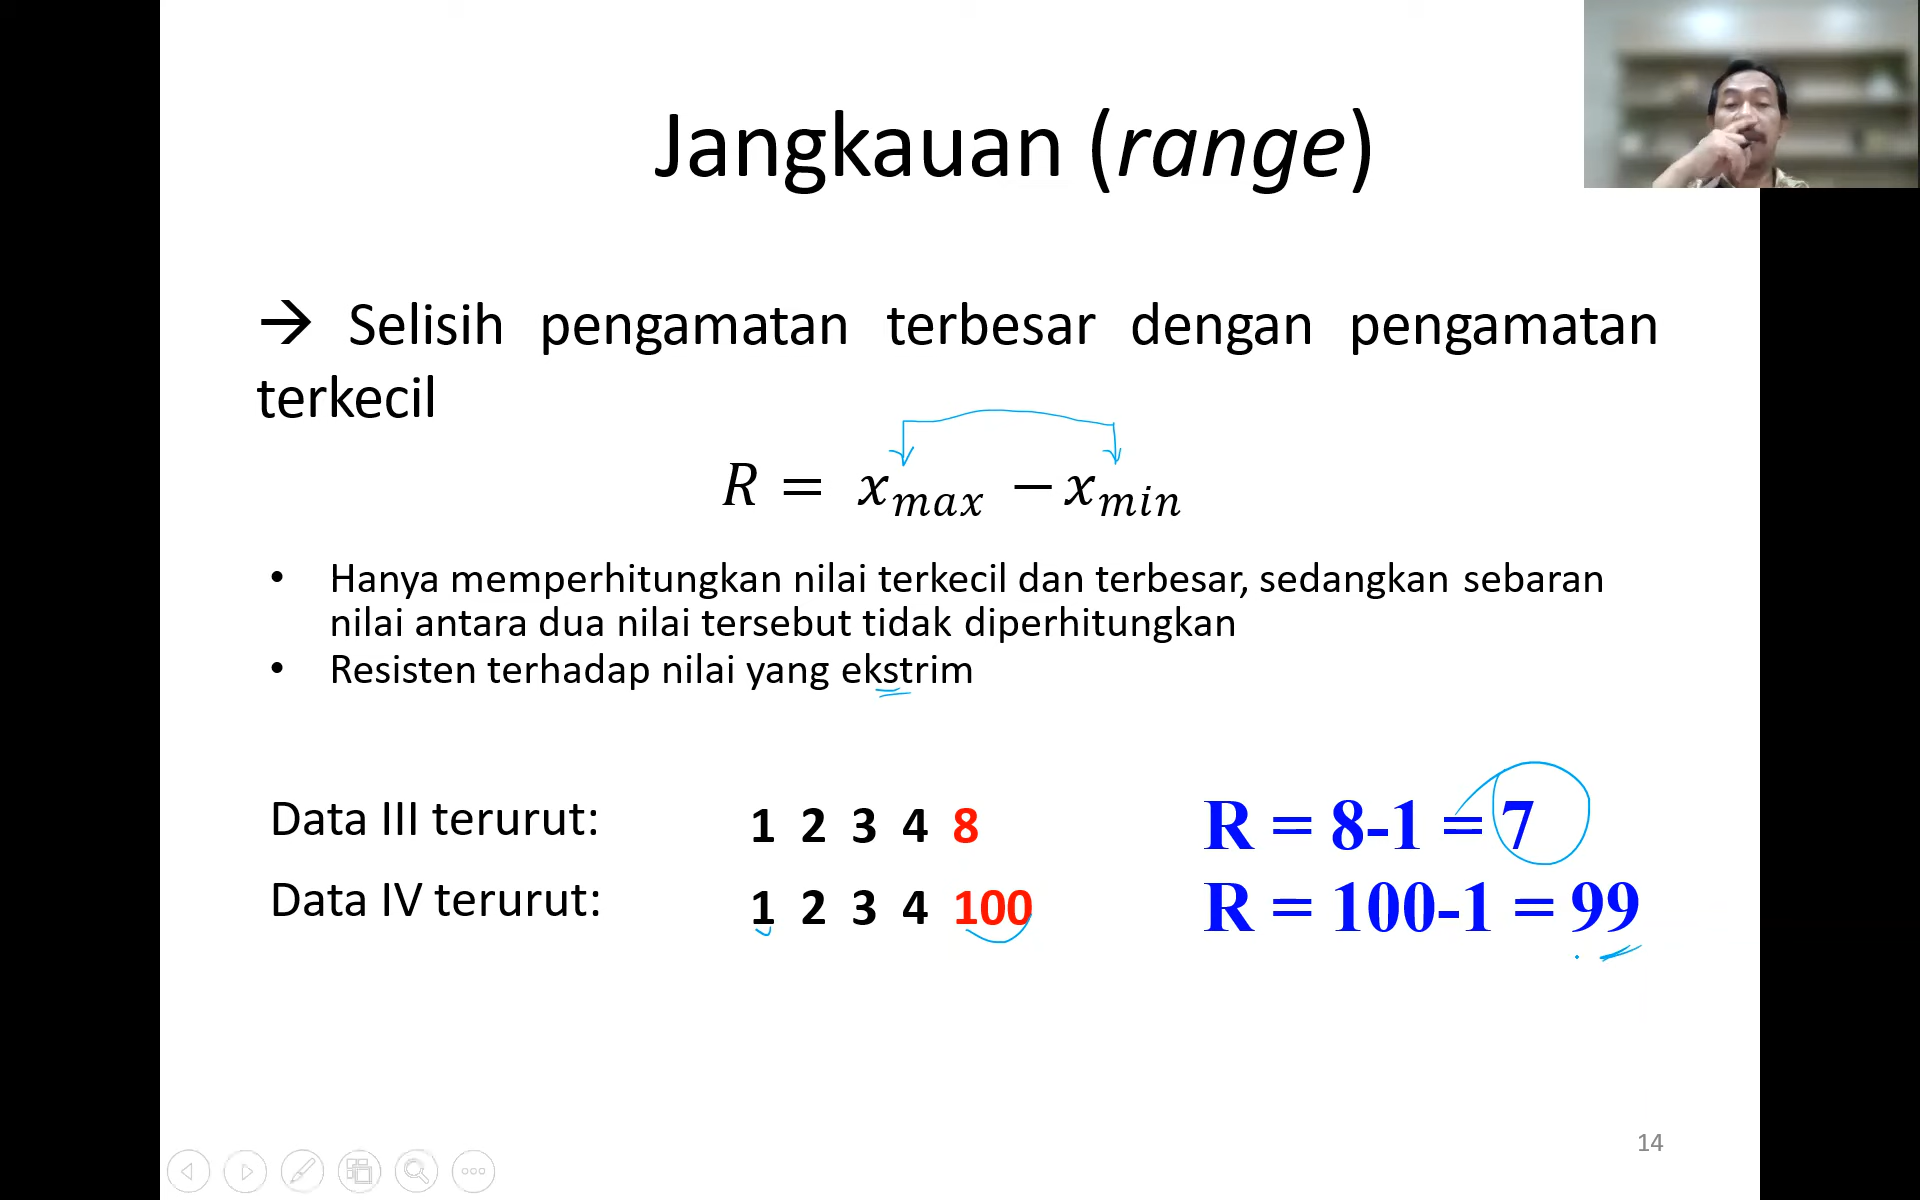 Jangkauan (range)
→ Selisih pengamatan terbesar dengan pengamatan
terkecil
R = x_max − x_min
• Hanya memperhitungkan nilai terkecil dan terbesar, sedangkan sebaran
nilai antara dua nilai tersebut tidak diperhitungkan
• Resisten terhadap nilai yang ekstrim
Data III terurut: 1 2 3 4 8 R = 8-1 = 7
Data IV terurut: 1 2 3 4 100 R = 100-1 = 99
14